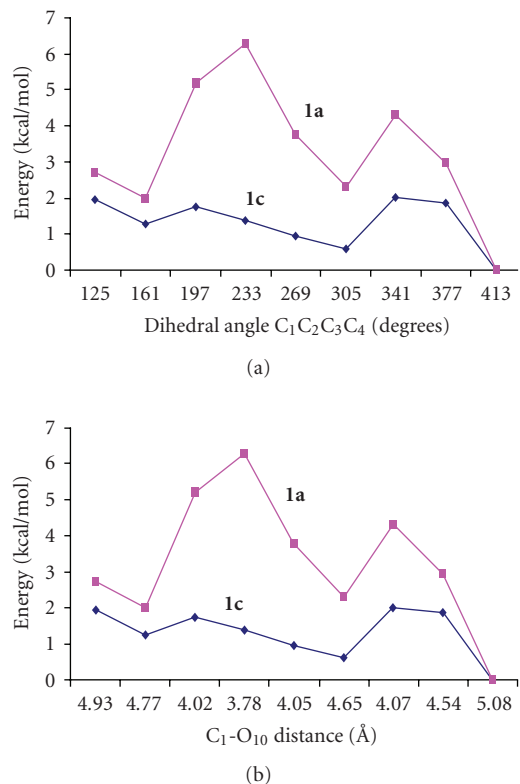 7
6
5
4
3
2
1
0
Energy (kcal/mol)
1a
1c
125 161 197 233 269 305 341 377 413
Dihedral angle C₁C₂C₃C₄ (degrees)
(a)
7
6
5
4
3
2
1
0
Energy (kcal/mol)
1a
1c
4.93 4.77 4.02 3.78 4.05 4.65 4.07 4.54 5.08
C₁-O₁₀ distance (Å)
(b)